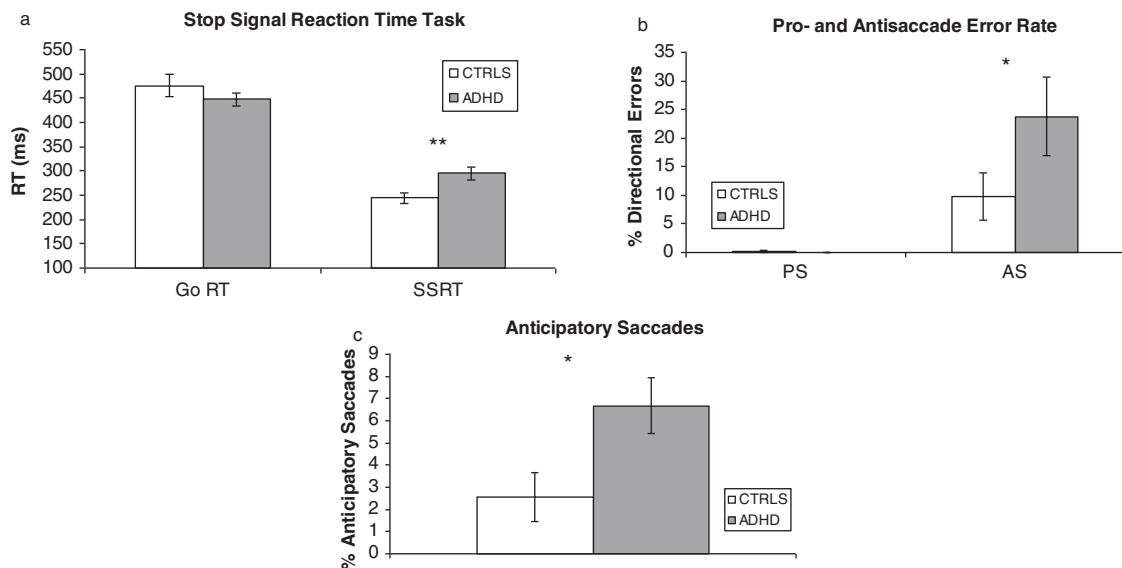 a
Stop Signal Reaction Time Task
RT (ms)
550
500
450
400
350
300
250
200
150
100
CTRLS
ADHD
**
Go RT SSRT
b
Pro- and Antisaccade Error Rate
% Directional Errors
35
30
25
20
15
10
5
0
*
CTRLS
ADHD
PS AS
c
Anticipatory Saccades
% Anticipatory Saccades
9
8
7
6
5
4
3
2
1
0
*
CTRLS
ADHD